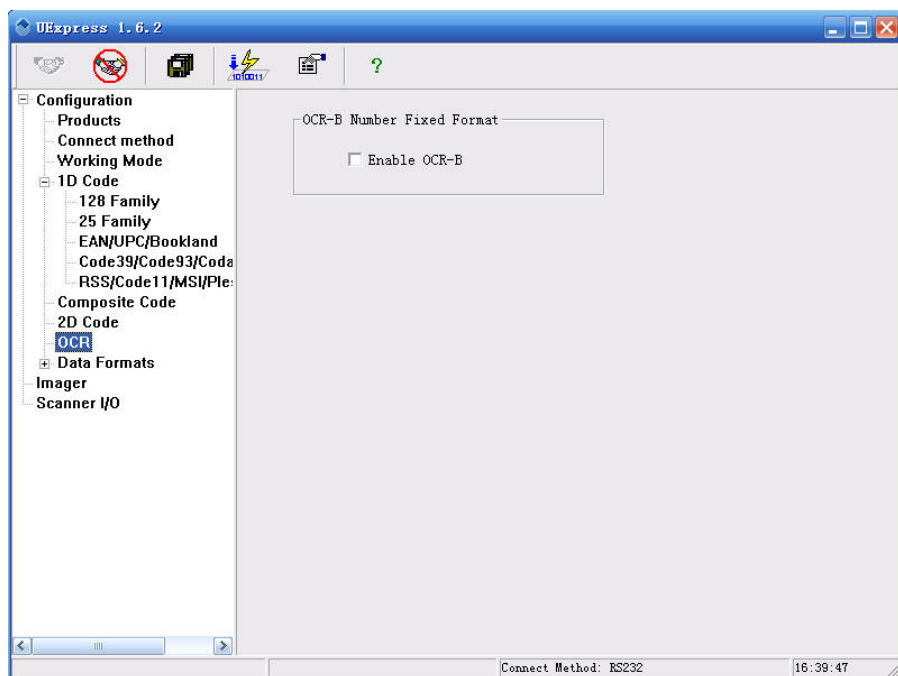 UExpress 1.6.2
1010011
?
Configuration
Products
Connect method
Working Mode
1D Code
128 Family
25 Family
EAN/UPC/Bookland
Code39/Code93/Coda
RSS/Code11/MSI/Ple
Composite Code
2D Code
OCR
Data Formats
Imager
Scanner I/O
OCR-B Number Fixed Format
Enable OCR-B
Connect Method: RS232
16:39:47